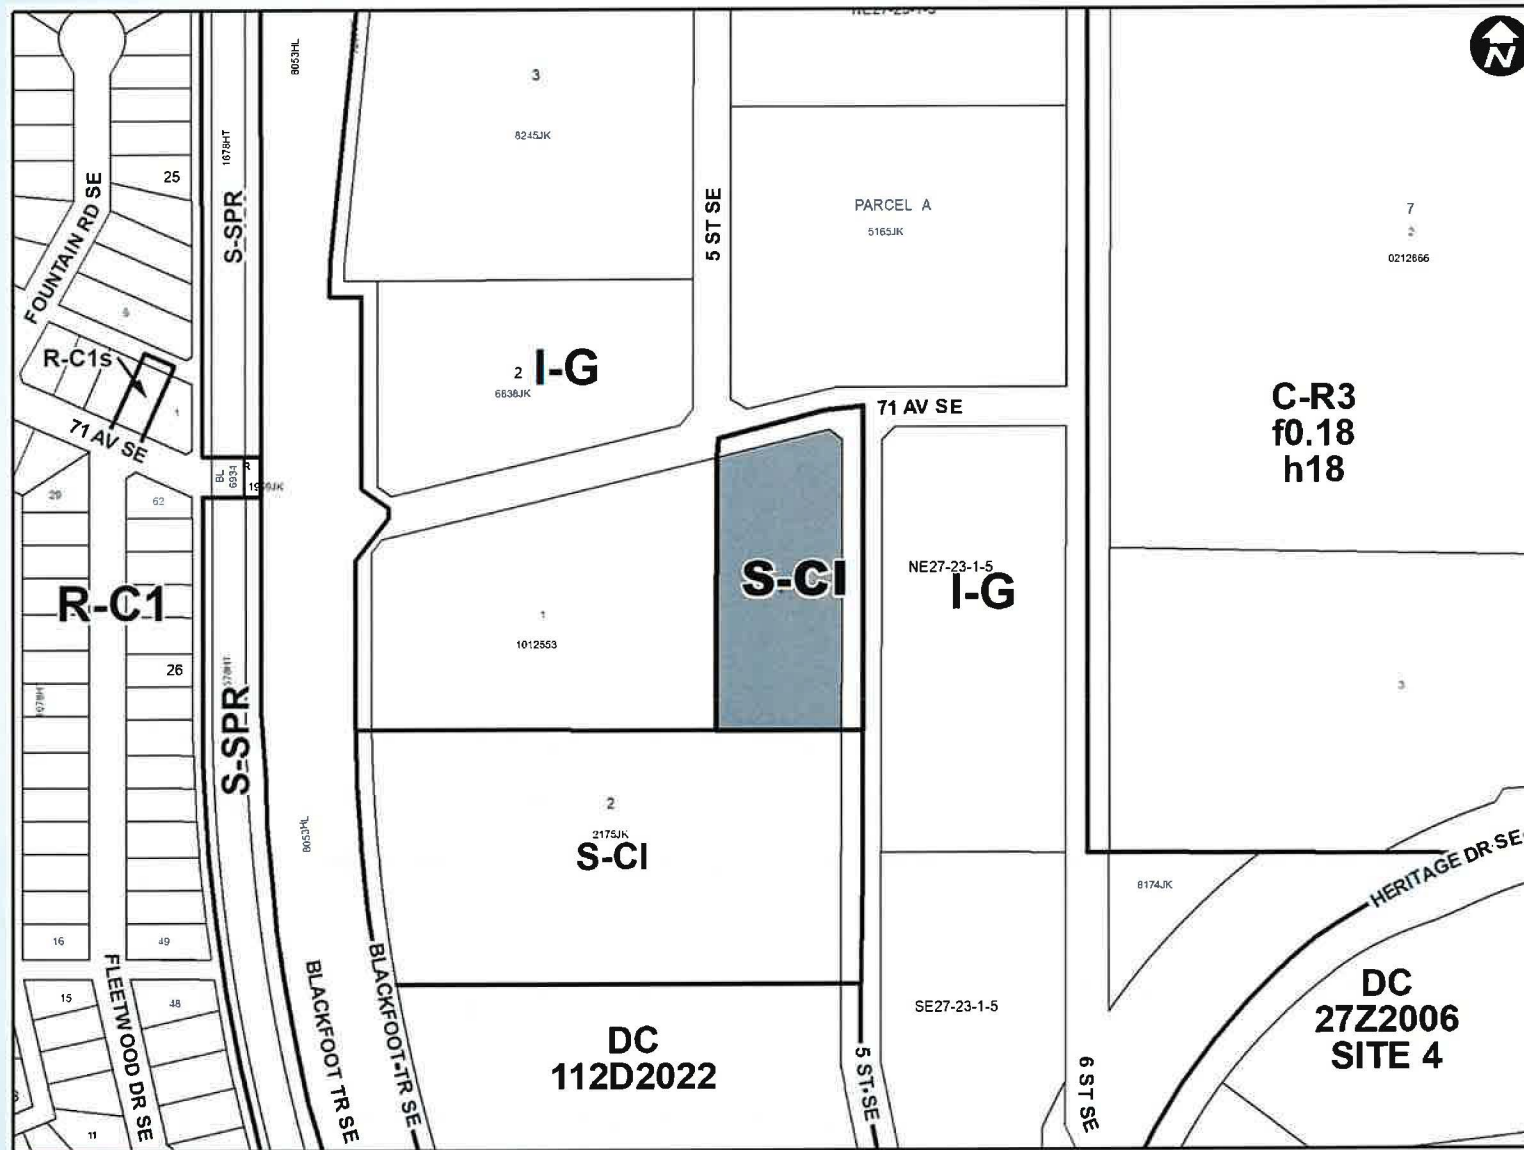 N
8053HL
3
8245JK
1678HT
25
S-SPR
FOUNTAIN RD SE
5 ST SE
PARCEL A
5165JK
7
2
0212666
9
R-C1s
1
71 AV SE
2
I-G
6638JK
71 AV SE
C-R3
f0.18
h18
29
62
BL
6934
R
R-C1
S-CI
NE27-23-1-5
I-G
1
1012553
26
S-SPR
3
2
2175JK
S-CI
8053HL
8174JK
HERITAGE DR SE
16
49
15
48
11
FLEETWOOD DR SE
BLACKFOOT TR SE
BLACKFOOT TR SE
DC
112D2022
5 ST SE
SE27-23-1-5
6 ST SE
DC
27Z2006
SITE 4